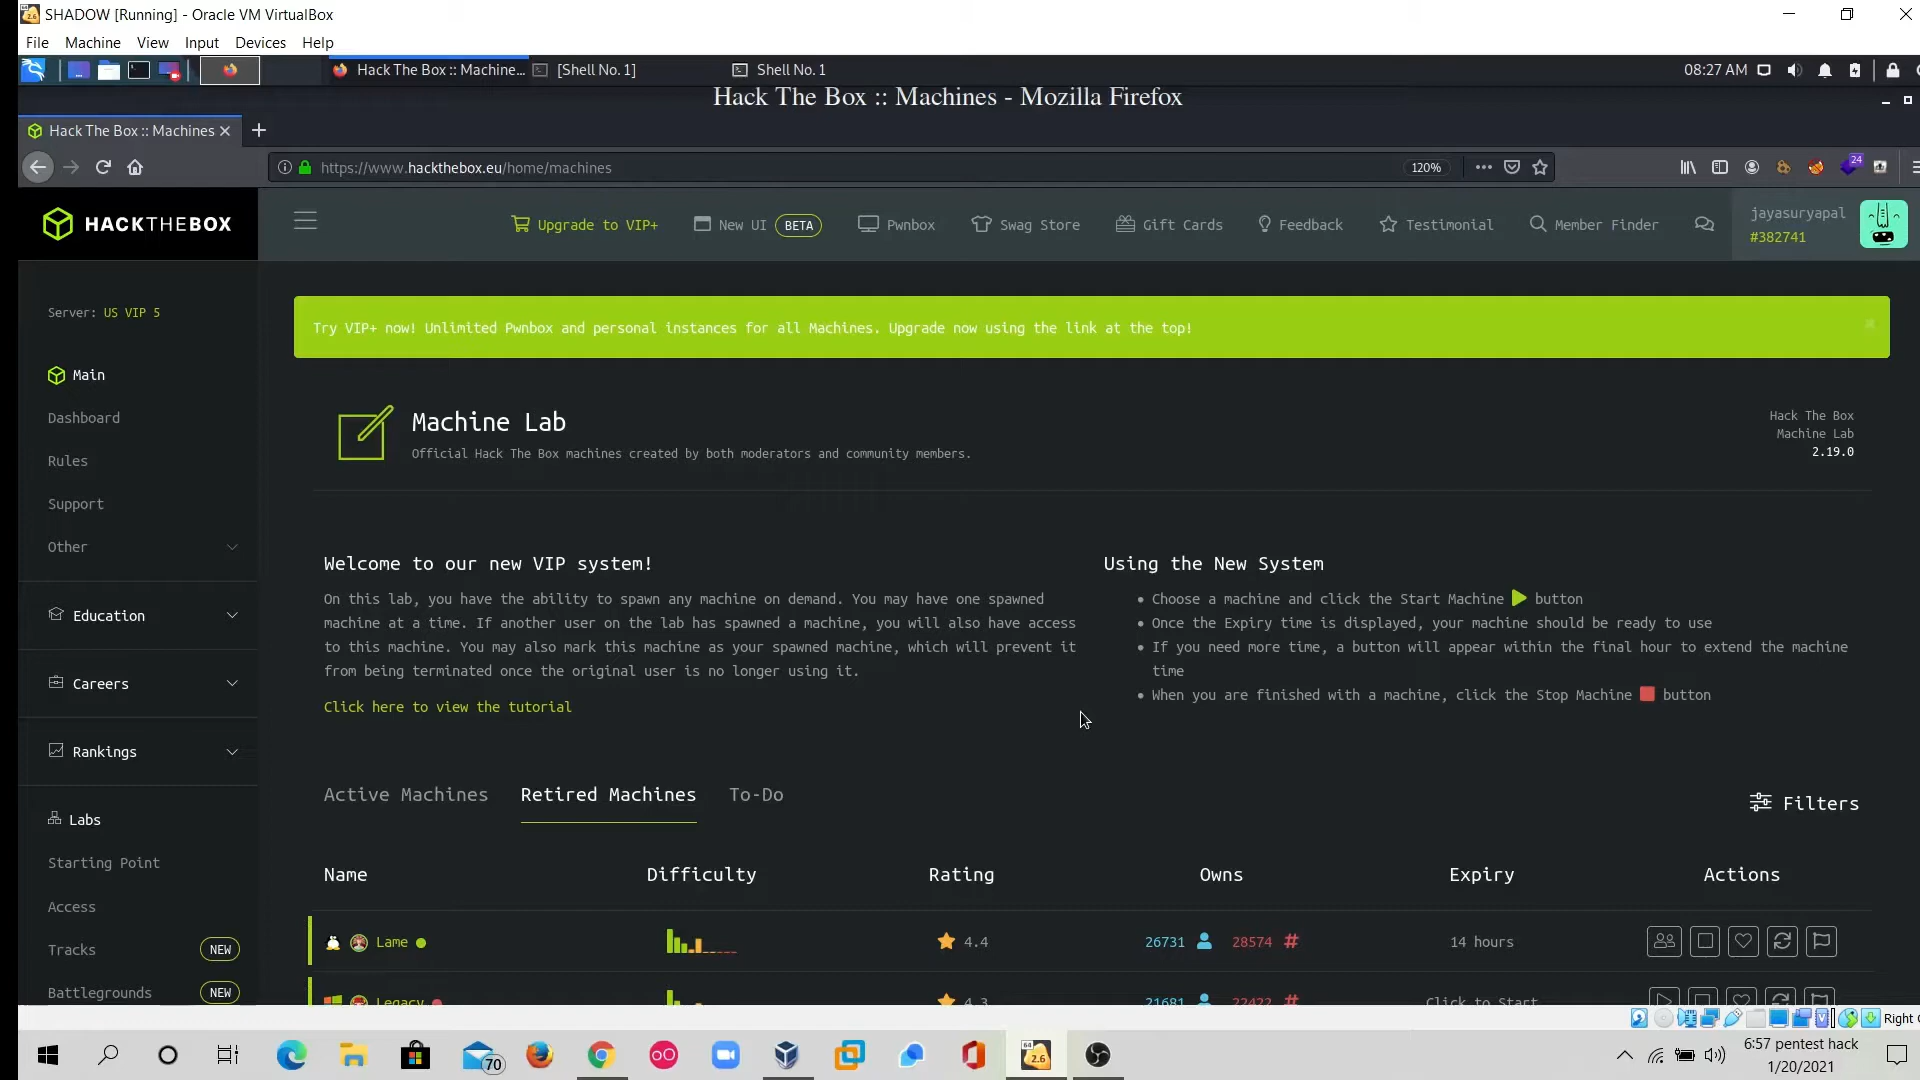 SHADOW [Running] - Oracle VM VirtualBox
File Machine View Input Devices Help
Hack The Box :: Machine... [Shell No. 1] Shell No. 1 08:27 AM
Hack The Box :: Machines - Mozilla Firefox
Hack The Box :: Machines
https://www.hackthebox.eu/home/machines 120% 24
HACKTHEBOX Upgrade to VIP+ New UI BETA Pwnbox Swag Store Gift Cards Feedback Testimonial Member Finder jayasuryapal
#382741
Server: US VIP 5
Try VIP+ now! Unlimited Pwnbox and personal instances for all Machines. Upgrade now using the link at the top!
Main
Dashboard
Rules
Support
Other
Education
Careers
Rankings
Labs
Starting Point
Access
Tracks NEW
Battlegrounds NEW
Machine Lab
Official Hack The Box machines created by both moderators and community members.
Hack The Box
Machine Lab
2.19.0
Welcome to our new VIP system!
On this lab, you have the ability to spawn any machine on demand. You may have one spawned
machine at a time. If another user on the lab has spawned a machine, you will also have access
to this machine. You may also mark this machine as your spawned machine, which will prevent it
from being terminated once the original user is no longer using it.
Click here to view the tutorial
Using the New System
Choose a machine and click the Start Machine button
Once the Expiry time is displayed, your machine should be ready to use
If you need more time, a button will appear within the final hour to extend the machine
time
When you are finished with a machine, click the Stop Machine button
Active Machines Retired Machines To-Do Filters
Name Difficulty Rating Owns Expiry Actions
Lame 4.4 26731 28574 # 14 hours
Legacy 4.3 21681 22422 # Click to Start
Right
70 64 2.6 6:57 pentest hack
1/20/2021